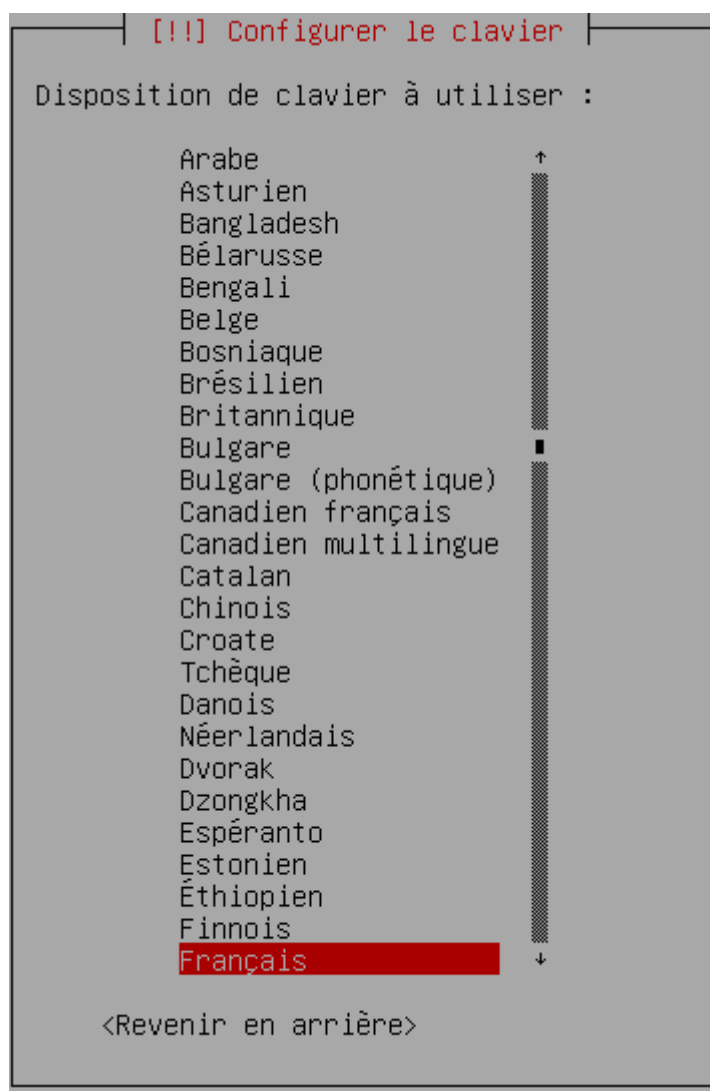 [!!] Configurer le clavier
Disposition de clavier à utiliser :
Arabe
Asturien
Bangladesh
Bélarusse
Bengali
Belge
Bosniaque
Brésilien
Britannique
Bulgare
Bulgare (phonétique)
Canadien français
Canadien multilingue
Catalan
Chinois
Croate
Tchèque
Danois
Néerlandais
Dvorak
Dzongkha
Espéranto
Estonien
Éthiopien
Finnois
Français
<Revenir en arrière>